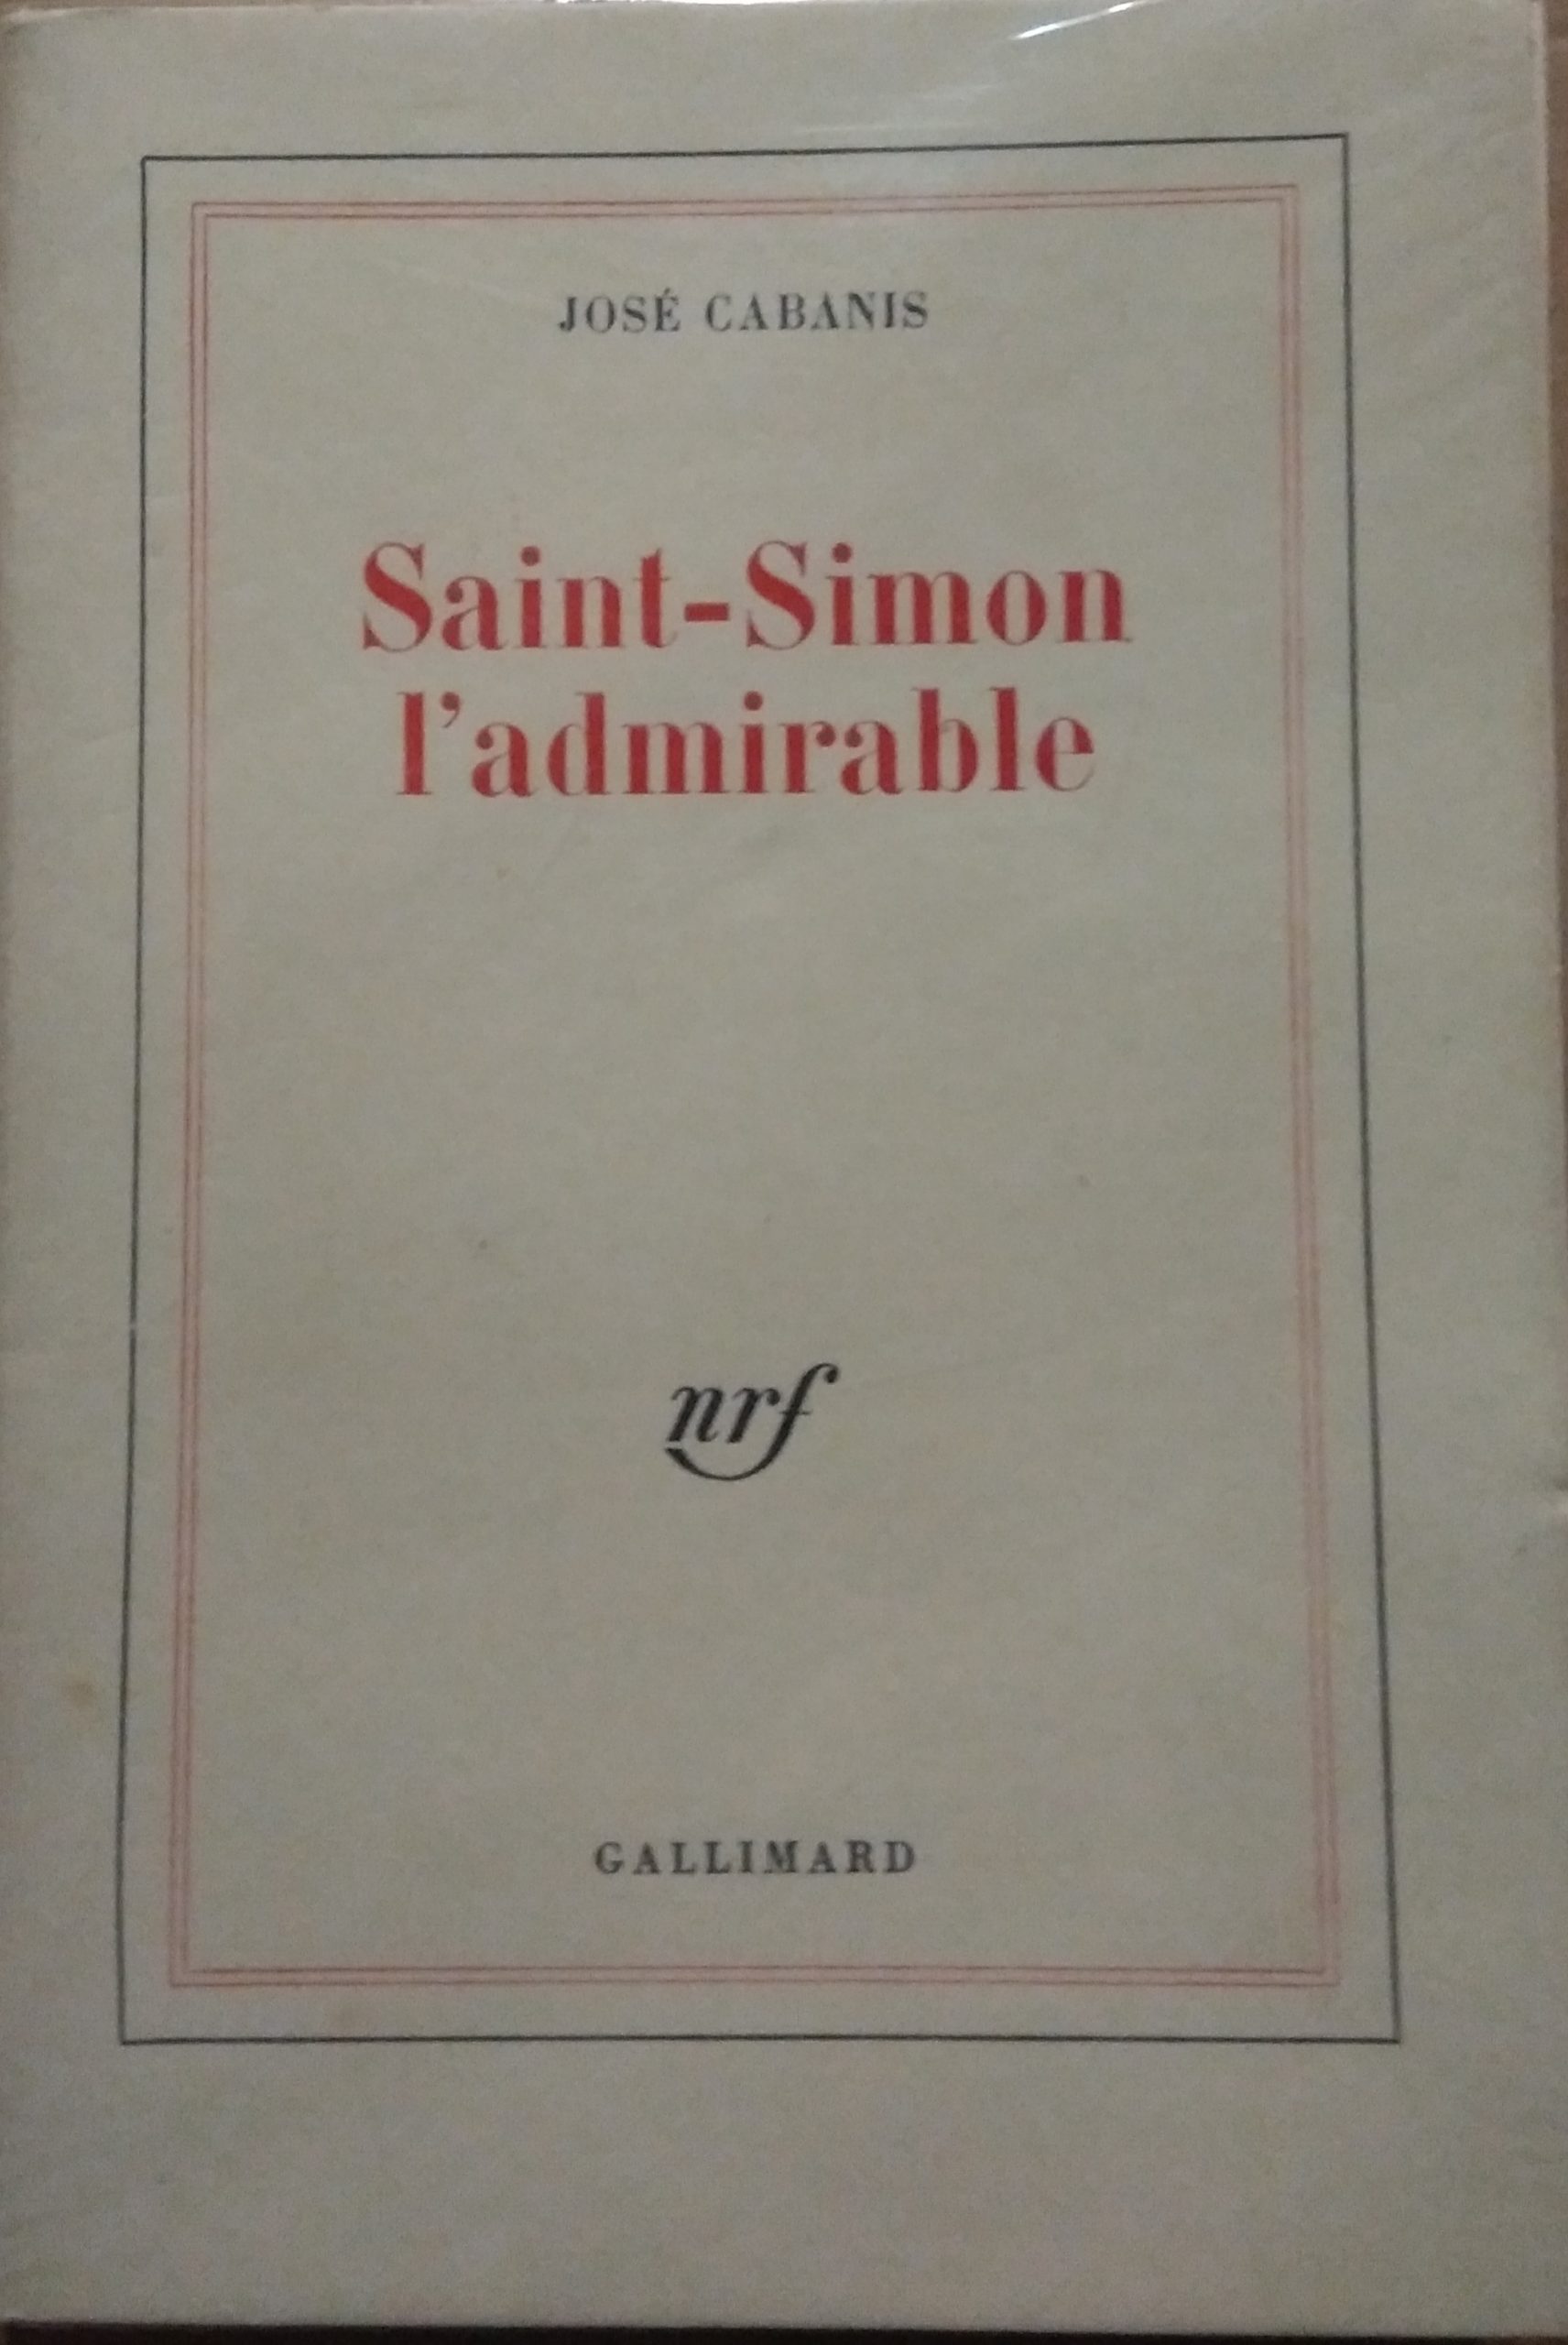 JOSÉ CABANIS
Saint-Simon
l'admirable
nrf
GALLIMARD